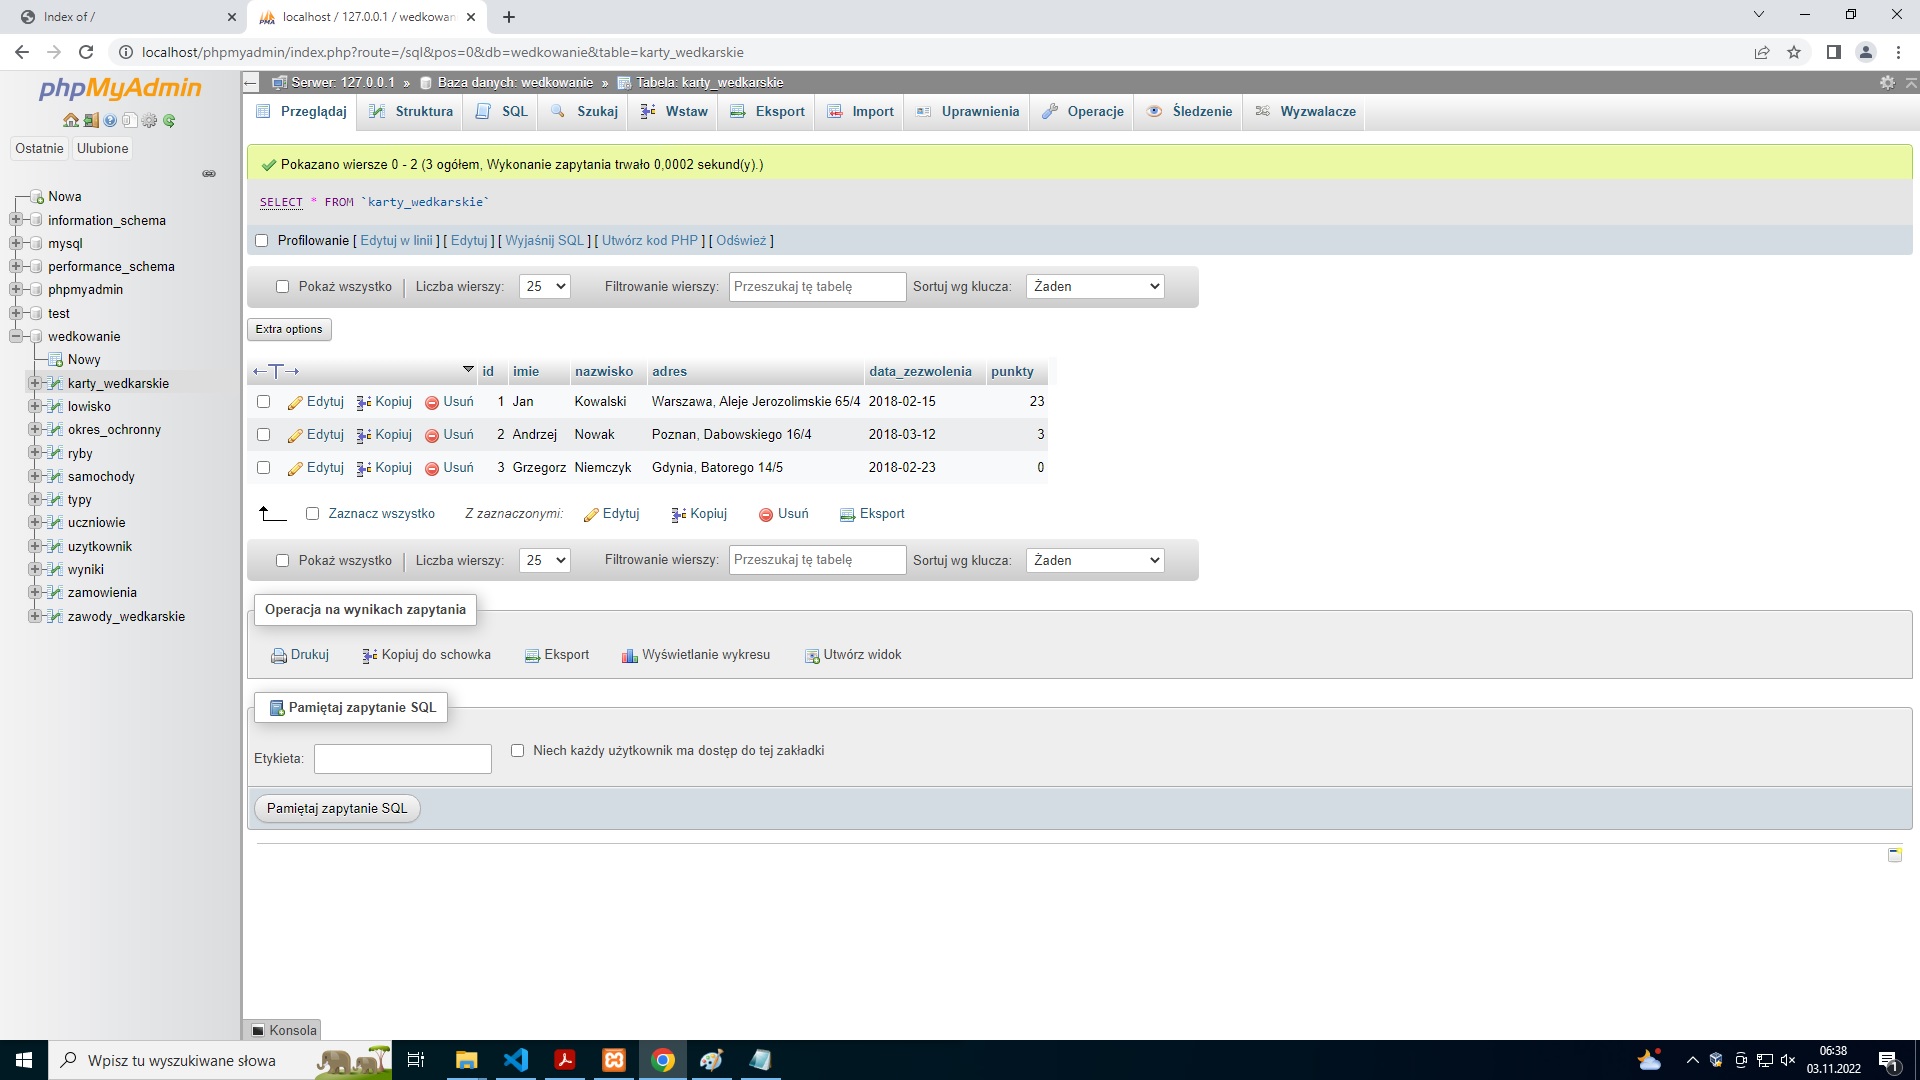 Index of /
localhost / 127.0.0.1 / wedkowan
localhost/phpmyadmin/index.php?route=/sql&pos=0&db=wedkowanie&table=karty_wedkarskie
phpMyAdmin
Ostatnie Ulubione
Nowa
information_schema
mysql
performance_schema
phpmyadmin
test
wedkowanie
Nowy
karty_wedkarskie
lowisko
okres_ochronny
ryby
samochody
typy
uczniowie
uzytkownik
wyniki
zamowienia
zawody_wedkarskie
Serwer: 127.0.0.1 » Baza danych: wedkowanie » Tabela: karty_wedkarskie
Przeglądaj Struktura SQL Szukaj Wstaw Eksport Import Uprawnienia Operacje Śledzenie Wyzwalacze
Pokazano wiersze 0 - 2 (3 ogółem, Wykonanie zapytania trwało 0,0002 sekund(y).)
SELECT * FROM `karty_wedkarskie`
Profilowanie [ Edytuj w linii ] [ Edytuj ] [ Wyjaśnij SQL ] [ Utwórz kod PHP ] [ Odśwież ]
Pokaż wszystko Liczba wierszy: 25 Filtrowanie wierszy: Przeszukaj tę tabelę Sortuj wg klucza: Żaden
Extra options
←T→ id imie nazwisko adres data_zezwolenia punkty
Edytuj Kopiuj Usuń 1 Jan Kowalski Warszawa, Aleje Jerozolimskie 65/4 2018-02-15 23
Edytuj Kopiuj Usuń 2 Andrzej Nowak Poznan, Dabowskiego 16/4 2018-03-12 3
Edytuj Kopiuj Usuń 3 Grzegorz Niemczyk Gdynia, Batorego 14/5 2018-02-23 0
Zaznacz wszystko Z zaznaczonymi: Edytuj Kopiuj Usuń Eksport
Pokaż wszystko Liczba wierszy: 25 Filtrowanie wierszy: Przeszukaj tę tabelę Sortuj wg klucza: Żaden
Operacja na wynikach zapytania
Drukuj Kopiuj do schowka Eksport Wyświetlanie wykresu Utwórz widok
Pamiętaj zapytanie SQL
Etykieta: Niech każdy użytkownik ma dostęp do tej zakładki
Pamiętaj zapytanie SQL
Konsola
Wpisz tu wyszukiwane słowa
06:38
03.11.2022
1